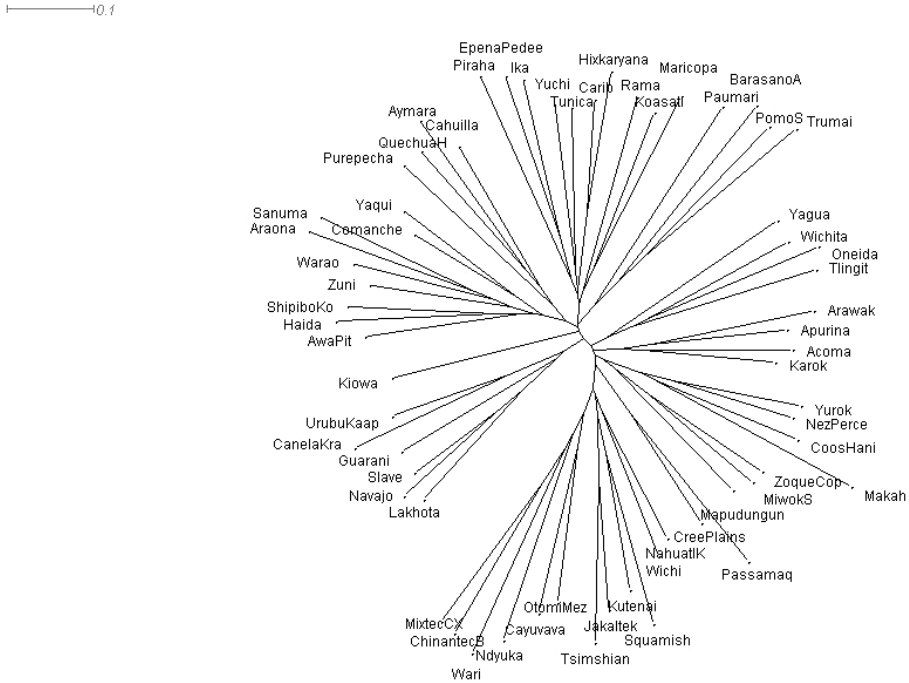 0.1
EpenaPedee
Piraha
Ika
Hixkaryana
Maricopa
Yuchi
Carib
Rama
BarasanoA
Tunica
Koasati
Paumari
Aymara
Cahuilla
PomoS
Trumai
QuechuaH
Purepecha
Yaqui
Sanuma
Yagua
Araona
Comanche
Wichita
Oneida
Warao
Tlingit
Zuni
ShipiboKo
Arawak
Haida
Apurina
AwaPit
Acoma
Karok
Kiowa
Yurok
UrubuKaap
NezPerce
CanelaKra
CoosHani
Guarani
Slave
ZoqueCop
Navajo
MiwokS
Makah
Lakhota
Mapudungun
CreePlains
NahuatlK
Wichi
Passamaq
OtomiMez
Kutenai
MixtecCX
Cayuvava
Jakaltek
ChinantecB
Squamish
Ndyuka
Tsimshian
Wari